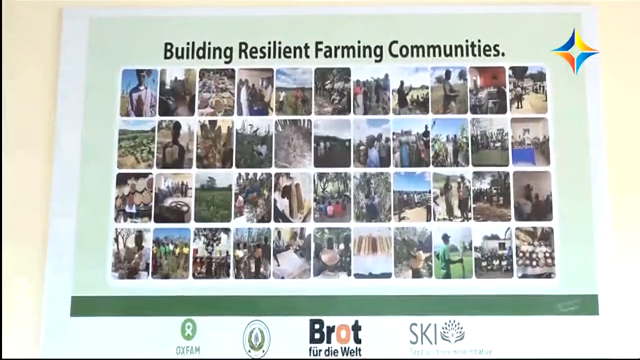 Building Resilient Farming Communities.
OXFAM
Brot
für die Welt
SKI